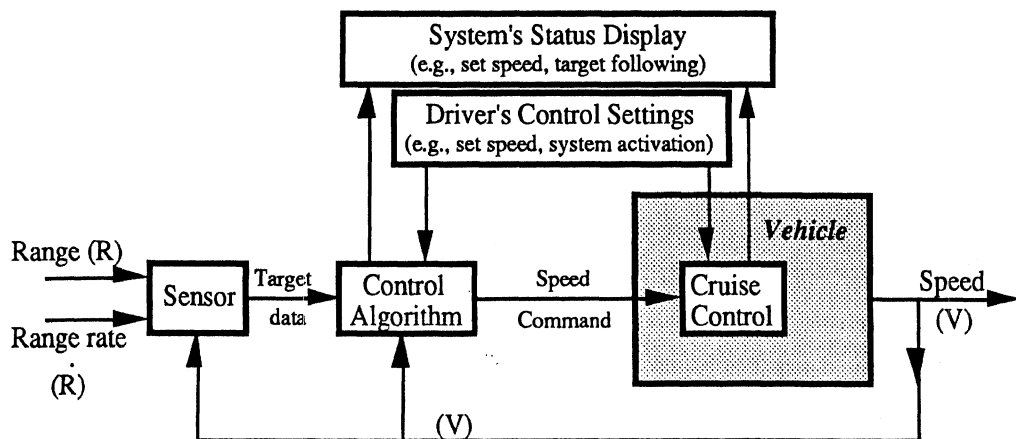 System's Status Display
(e.g., set speed, target following)
Driver's Control Settings
(e.g., set speed, system activation)
Vehicle
Range (R)
Sensor
Range rate
(Ṙ)
Target
data
Control
Algorithm
Speed
Command
Cruise
Control
Speed
(V)
(V)